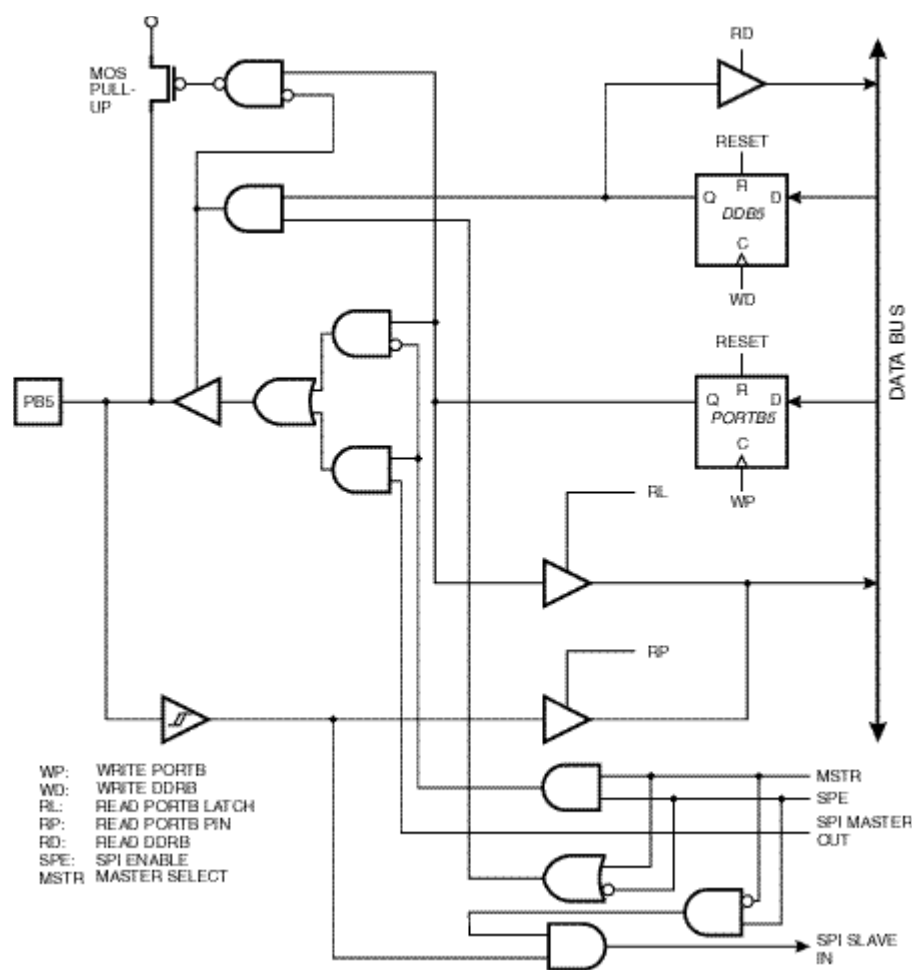 RD
MOS
PULL-
UP
RESET
R
Q
D
DDB5
C
WD
RESET
R
Q
D
PORTB5
C
WP
DATA BUS
PB5
RL
RP
WP: WRITE PORTB
WD: WRITE DDRB
RL: READ PORTB LATCH
RP: READ PORTB PIN
RD: READ DDRB
SPE: SPI ENABLE
MSTR MASTER SELECT
MSTR
SPE
SPI MASTER
OUT
SPI SLAVE
IN